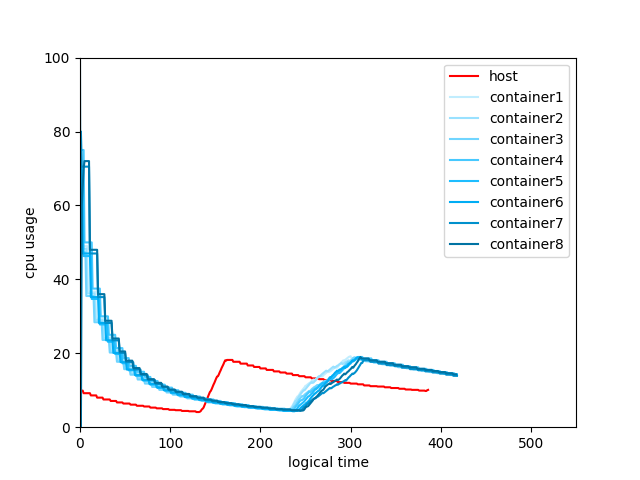 100
80
60
40
20
0
cpu usage
0 100 200 300 400 500
logical time
host
container1
container2
container3
container4
container5
container6
container7
container8